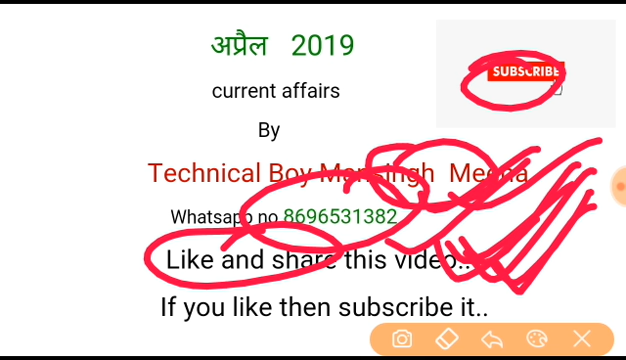 अप्रैल 2019
SUBSCRIBE
current affairs
By
Technical Boy Mansingh Meena
Whatsapp no 8696531382
Like and share this video..
If you like then subscribe it..